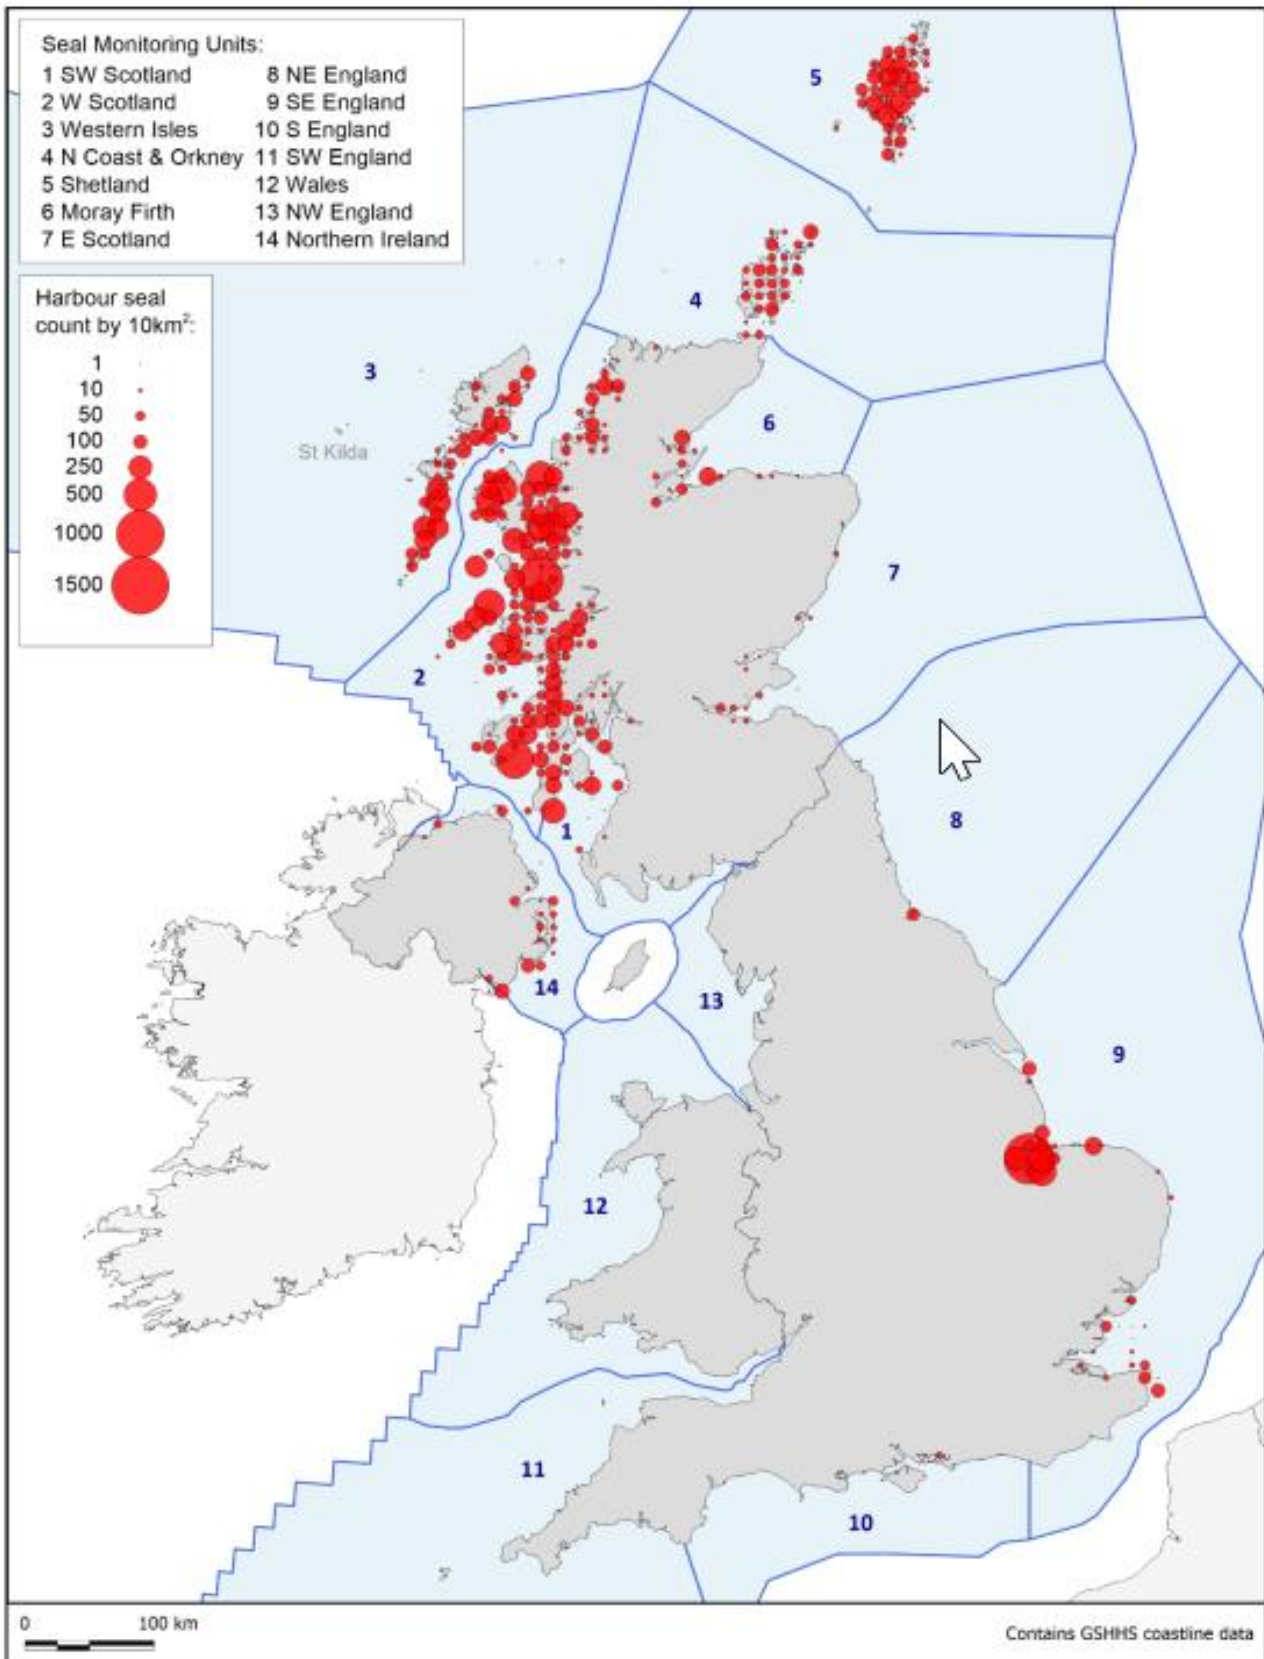 Seal Monitoring Units:
1 SW Scotland 8 NE England
2 W Scotland 9 SE England
3 Western Isles 10 S England
4 N Coast & Orkney 11 SW England
5 Shetland 12 Wales
6 Moray Firth 13 NW England
7 E Scotland 14 Northern Ireland
Harbour seal
count by 10km²:
1
10
50
100
250
500
1000
1500
5
4
3
St Kilda
6
7
2
8
1
14
13
9
12
11
10
0 100 km
Contains GSHHS coastline data